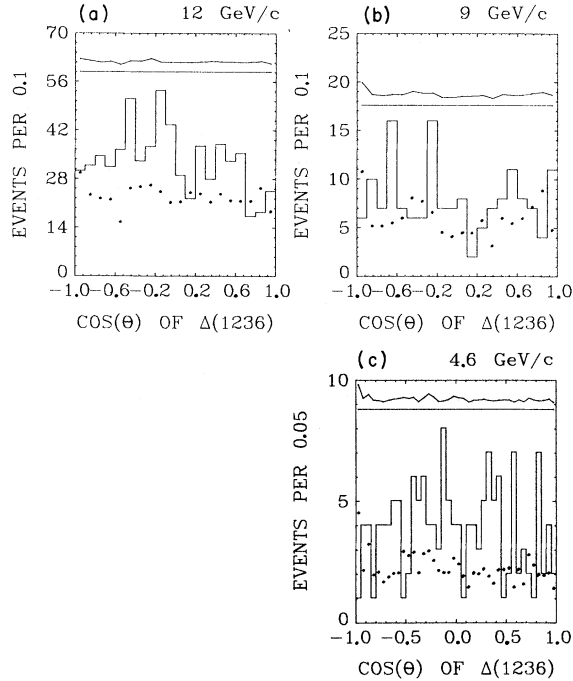 (a) 12 GeV/c
70
56
42
28
14
0
EVENTS PER 0.1
-1.0 -0.6 -0.2 0.2 0.6 1.0
COS(θ) OF Δ(1236)
(b) 9 GeV/c
25
20
15
10
5
0
EVENTS PER 0.1
-1.0 -0.6 -0.2 0.2 0.6 1.0
COS(θ) OF Δ(1236)
(c) 4.6 GeV/c
10
5
0
EVENTS PER 0.05
-1.0 -0.5 0.0 0.5 1.0
COS(θ) OF Δ(1236)